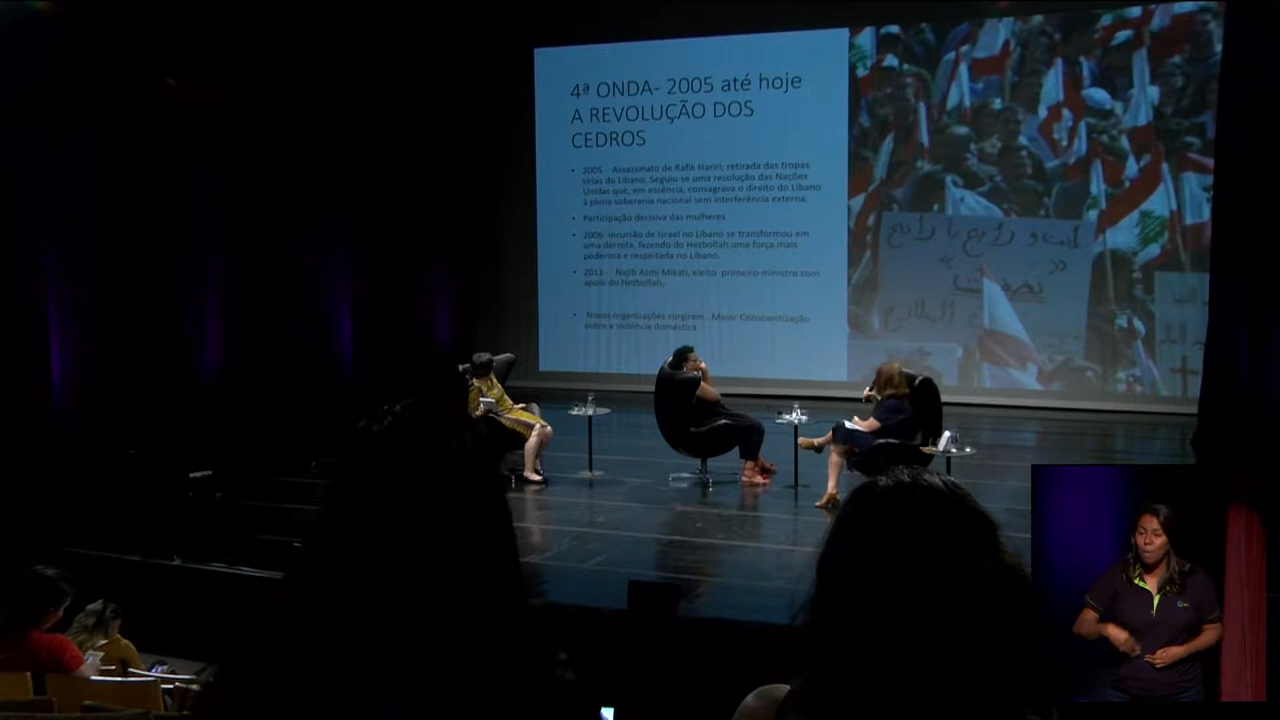 4ª ONDA- 2005 até hoje
A REVOLUÇÃO DOS
CEDROS
• 2005 - Assassinato de Rafik Hariri, retirada das tropas
sírias do Líbano. Seguiu-se uma resolução das Nações
Unidas que, em essência, consagrava o direito do Líbano
à plena soberania nacional sem interferência externa.
• Participação decisiva das mulheres
• 2006- incursão de Israel no Líbano se transformou em
uma derrota, fazendo do Hezbollah uma força mais
poderosa e respeitada no Líbano.
• 2011 - Najib Azmi Mikati, eleito primeiro-ministro com
apoio do Hezbollah,.
• Novas organizações surgiram . Maior Conscientização
sobre a violência doméstica